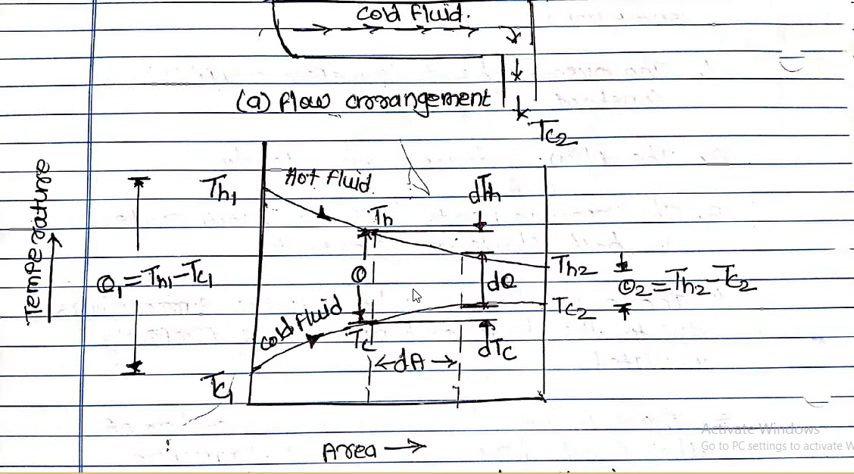 cold fluid.
(a) flow arrangement
Tc2
Temperature
Th1
Hot fluid
Th
dTh
θ1=Th1-Tc1
θ
dQ
Th2
θ2=Th2-Tc2
Tc2
cold fluid
Tc
dA
dTc
Tc1
Area
Activate Windows
Go to PC settings to activate W